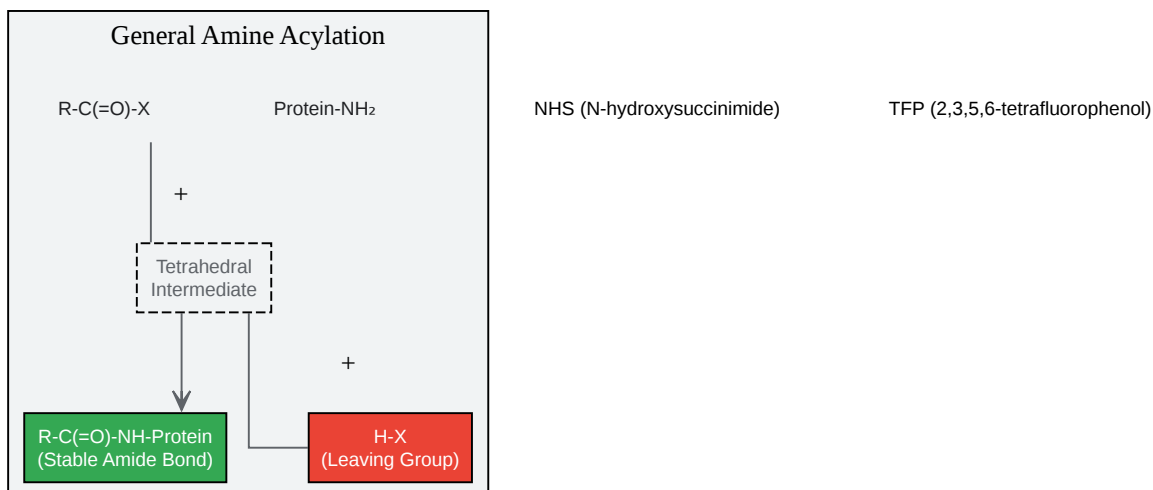 General Amine Acylation
R-C(=O)-X
Protein-NH₂
NHS (N-hydroxysuccinimide)
TFP (2,3,5,6-tetrafluorophenol)
+
Tetrahedral
Intermediate
+
R-C(=O)-NH-Protein
(Stable Amide Bond)
H-X
(Leaving Group)